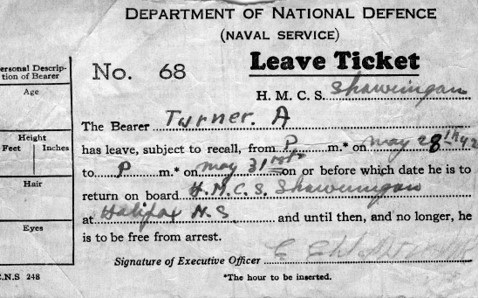 DEPARTMENT OF NATIONAL DEFENCE
(NAVAL SERVICE)
No. 68
Leave Ticket
H. M. C. S. Shawinigan
ersonal Descrip-
tion of Bearer
Age
Height
Feet Inches
Hair
Eyes
C.N.S 248
The Bearer Turner. A
has leave, subject to recall, from P m.* on May 28th 42
to P m.* on May 31st on or before which date he is to
return on board H.M.C.S. Shawinigan
at Halifax N.S and until then, and no longer, he
is to be free from arrest.
Signature of Executive Officer
*The hour to be inserted.